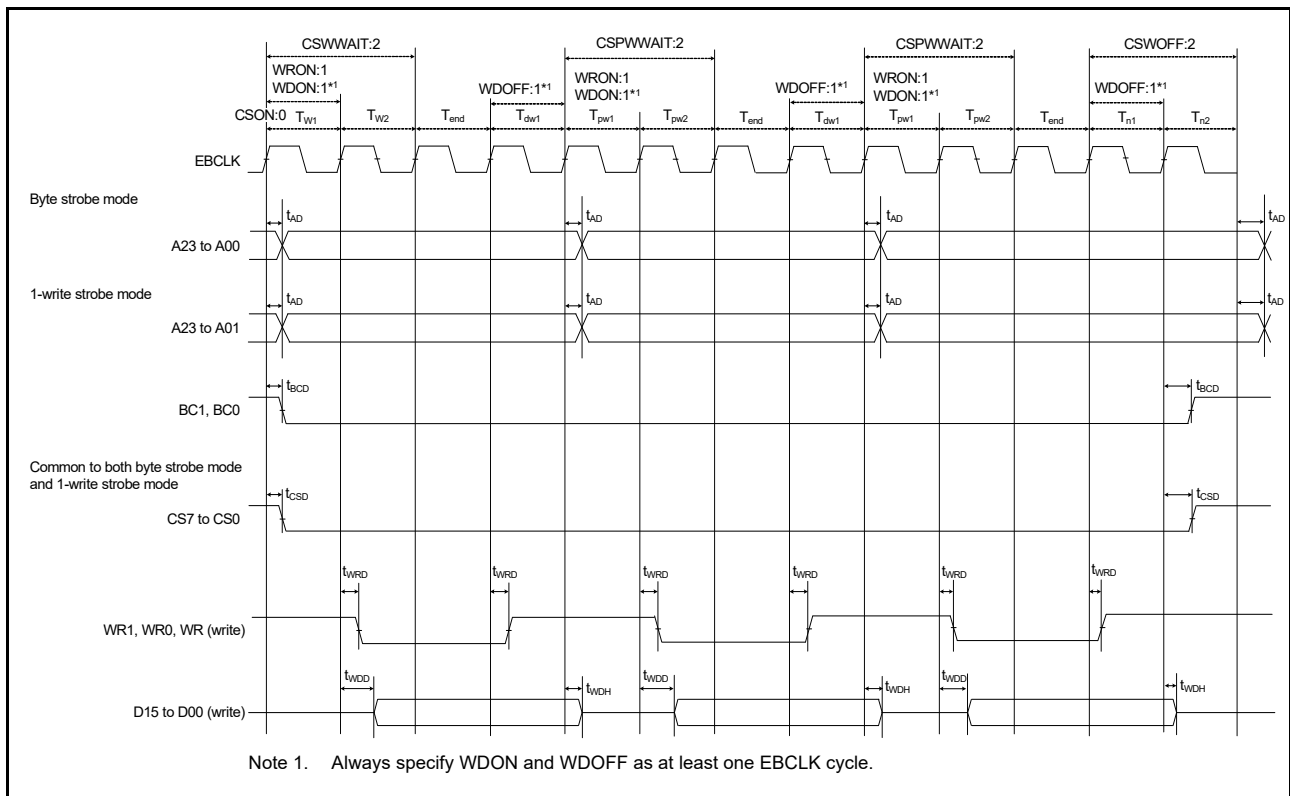 CSWWAIT:2 CSPWWAIT:2 CSPWWAIT:2 CSWOFF:2
WRON:1 WRON:1 WRON:1
WDON:1*1 WDOFF:1*1 WDON:1*1 WDOFF:1*1 WDON:1*1 WDOFF:1*1
CSON:0 TW1 TW2 Tend Tdw1 Tpw1 Tpw2 Tend Tdw1 Tpw1 Tpw2 Tend Tn1 Tn2
EBCLK
Byte strobe mode
tAD tAD tAD tAD
A23 to A00
1-write strobe mode
tAD tAD tAD tAD
A23 to A01
tBCD tBCD
BC1, BC0
Common to both byte strobe mode
and 1-write strobe mode
tCSD tCSD
CS7 to CS0
tWRD tWRD tWRD tWRD tWRD tWRD
WR1, WR0, WR (write)
tWDD tWDH tWDD tWDH tWDD tWDH
D15 to D00 (write)
Note 1. Always specify WDON and WDOFF as at least one EBCLK cycle.